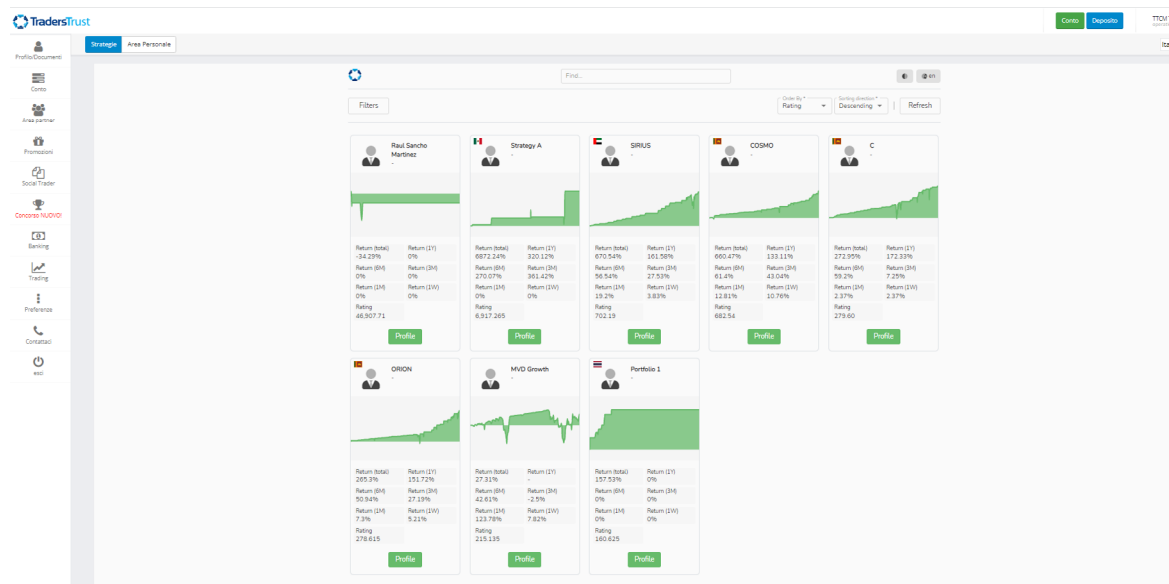 TradersTrust
Conto
Deposito
Profilo/Documenti
Conto
Area partner
Promozioni
Social Trader
Concorso NUOVO!
Banking
Trading
Preferenze
Contattaci
esci
Strategie
Area Personale
Find...
en
Filters
Order By *
Rating
Sorting direction *
Descending
Refresh
Raul Sancho
Martinez
-
Return (total)
-34.29%
Return (1Y)
0%
Return (6M)
0%
Return (3M)
0%
Return (1M)
0%
Return (1W)
0%
Rating
46,907.71
Profile
Strategy A
-
Return (total)
6872.24%
Return (1Y)
320.12%
Return (6M)
270.07%
Return (3M)
361.42%
Return (1M)
0%
Return (1W)
0%
Rating
6,917.265
Profile
SIRIUS
-
Return (total)
670.54%
Return (1Y)
161.58%
Return (6M)
56.54%
Return (3M)
27.53%
Return (1M)
19.2%
Return (1W)
3.83%
Rating
702.19
Profile
COSMO
-
Return (total)
660.47%
Return (1Y)
133.11%
Return (6M)
61.4%
Return (3M)
43.04%
Return (1M)
12.81%
Return (1W)
10.76%
Rating
682.54
Profile
C
-
Return (total)
272.95%
Return (1Y)
172.33%
Return (6M)
59.2%
Return (3M)
7.25%
Return (1M)
2.37%
Return (1W)
2.37%
Rating
279.60
Profile
ORION
-
Return (total)
265.3%
Return (1Y)
151.72%
Return (6M)
50.94%
Return (3M)
27.19%
Return (1M)
7.3%
Return (1W)
5.21%
Rating
278.615
Profile
MVD Growth
-
Return (total)
27.31%
Return (1Y)
-
Return (6M)
42.61%
Return (3M)
-2.5%
Return (1M)
123.78%
Return (1W)
7.82%
Rating
215.135
Profile
Portfolio 1
-
Return (total)
157.53%
Return (1Y)
0%
Return (6M)
0%
Return (3M)
0%
Return (1M)
0%
Return (1W)
0%
Rating
160.625
Profile